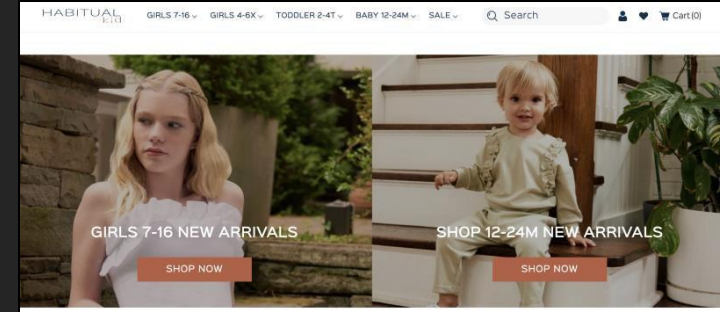 HABITUAL kid
GIRLS 7-16 GIRLS 4-6X TODDLER 2-4T BABY 12-24M SALE Search Cart (0)
GIRLS 7-16 NEW ARRIVALS
SHOP NOW
SHOP 12-24M NEW ARRIVALS
SHOP NOW